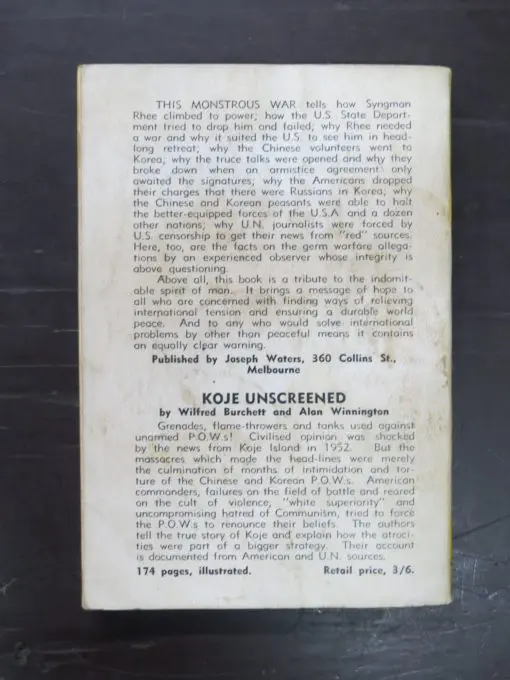 THIS MONSTROUS WAR tells how Syngman
Rhee climbed to power; how the U.S. State Depart-
ment tried to drop him and failed; why Rhee needed
a war and why it suited the U.S. to see him in head-
long retreat; why the Chinese volunteers went to
Korea; why the truce talks were opened and why they
broke down when an armistice agreement only
awaited the signatures; why the Americans dropped
their charges that there were Russians in Korea; why
the Chinese and Korean peasants were able to halt
the better-equipped forces of the U.S.A. and a dozen
other nations; why U.N. journalists were forced by
U.S. censorship to get their news from "red" sources.
Here, too, are the facts on the germ warfare allega-
tions by an experienced observer whose integrity is
above questioning.
Above all, this book is a tribute to the indomit-
able spirit of man. It brings a message of hope to
all who are concerned with finding ways of relieving
international tension and ensuring a durable world
peace. And to any who would solve international
problems by other than peaceful means it contains
an equally clear warning.
Published by Joseph Waters, 360 Collins St.,
Melbourne
KOJE UNSCREENED
by Wilfred Burchett and Alan Winnington
Grenades, flame-throwers and tanks used against
unarmed P.O.W.s! Civilised opinion was shocked
by the news from Koje Island in 1952. But the
massacres which made the head-lines were merely
the culmination of months of intimidation and tor-
ture of the Chinese and Korean P.O.W.s. American
commanders, failures on the field of battle and reared
on the cult of violence, "white superiority" and
uncompromising hatred of Communism, tried to force
the P.O.W.s to renounce their beliefs. The authors
tell the true story of Koje and explain how the atroci-
ties were part of a bigger strategy. Their account
is documented from American and U.N. sources.
174 pages, illustrated. Retail price, 3/6.